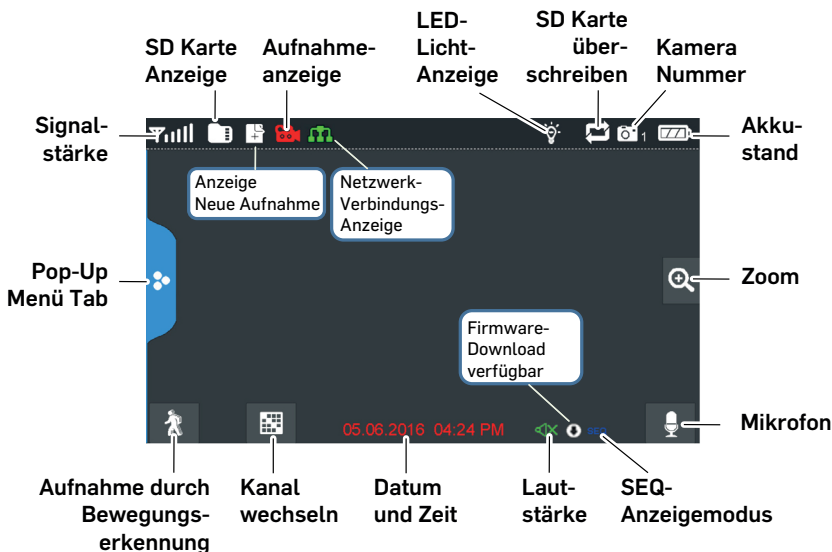 SD Karte
Anzeige
Aufnahme-
anzeige
LED-
Licht-
Anzeige
SD Karte
über-
schreiben
Kamera
Nummer
Signal-
stärke
1
Akku-
stand
Anzeige
Neue Aufnahme
Netzwerk-
Verbindungs-
Anzeige
Pop-Up
Menü Tab
Zoom
Firmware-
Download
verfügbar
05.06.2016 04:24 PM
SEQ
Mikrofon
Aufnahme durch
Bewegungs-
erkennung
Kanal
wechseln
Datum
und Zeit
Laut-
stärke
SEQ-
Anzeigemodus